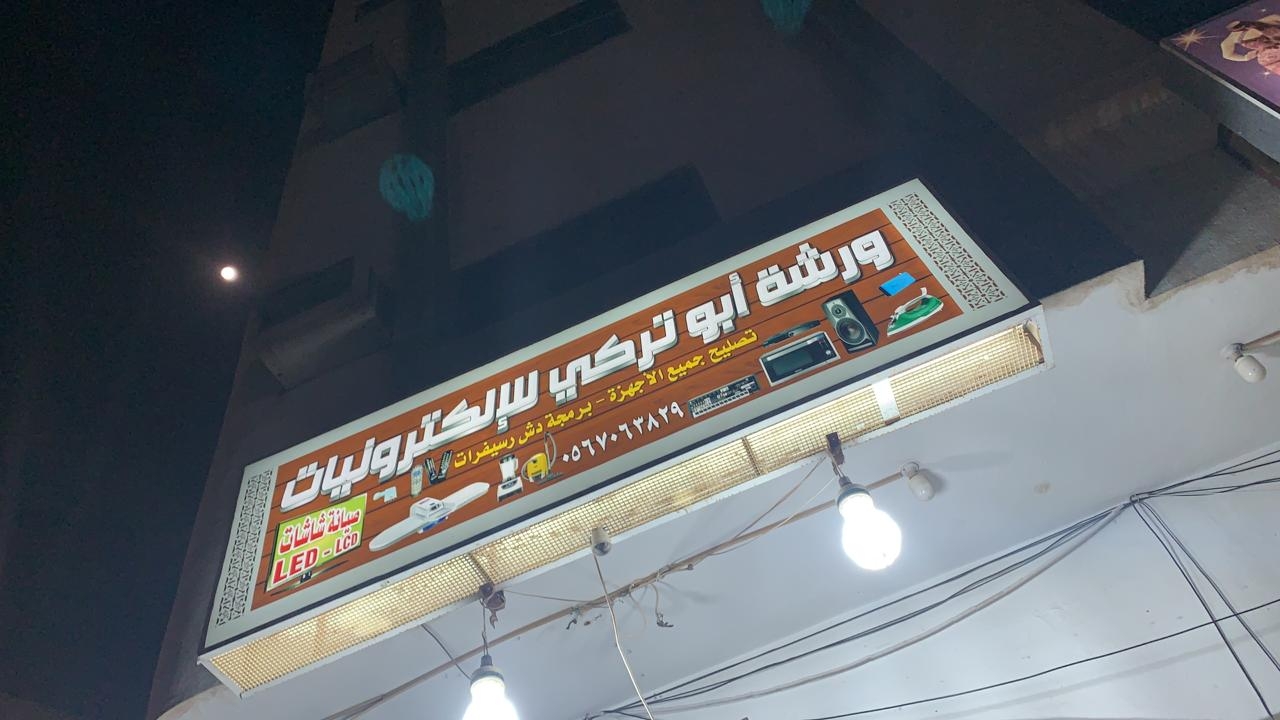 ورشة أبو تركي للإلكترونيات
تصليح جميع الأجهزة - برمجة دش رسيفرات
٠٥٦٧٠٦٣٨٢٩
صيانة شاشات
LED - LCD